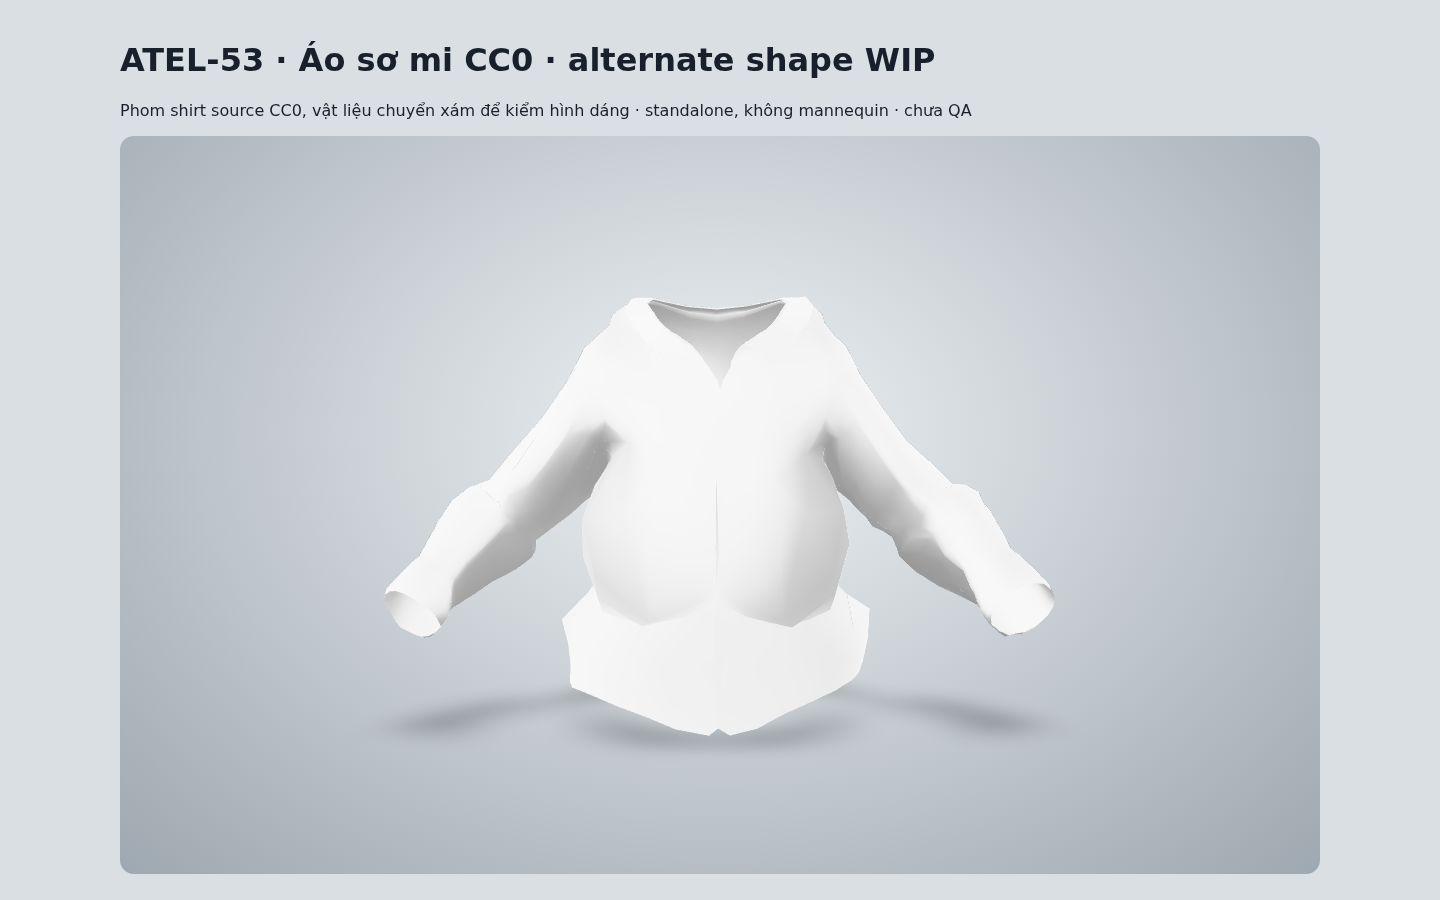 ATEL-53 · Áo sơ mi CC0 · alternate shape WIP
Phom shirt source CC0, vật liệu chuyển xám để kiểm hình dáng · standalone, không mannequin · chưa QA